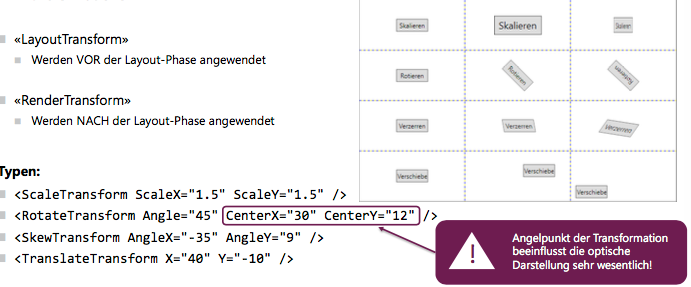 «LayoutTransform»
Werden VOR der Layout-Phase angewendet
«RenderTransform»
Werden NACH der Layout-Phase angewendet
Typen:
<ScaleTransform ScaleX="1.5" ScaleY="1.5" />
<RotateTransform Angle="45" CenterX="30" CenterY="12" />
<SkewTransform AngleX="-35" AngleY="9" />
<TranslateTransform X="40" Y="-10" />
Skalieren Skalieren Skalieren
Rotieren Rotieren Rotieren
Verzerren Verzerren Verzerren
Verschiebe Verschiebe Verschiebe
Angelpunkt der Transformation
beeinflusst die optische
Darstellung sehr wesentlich!